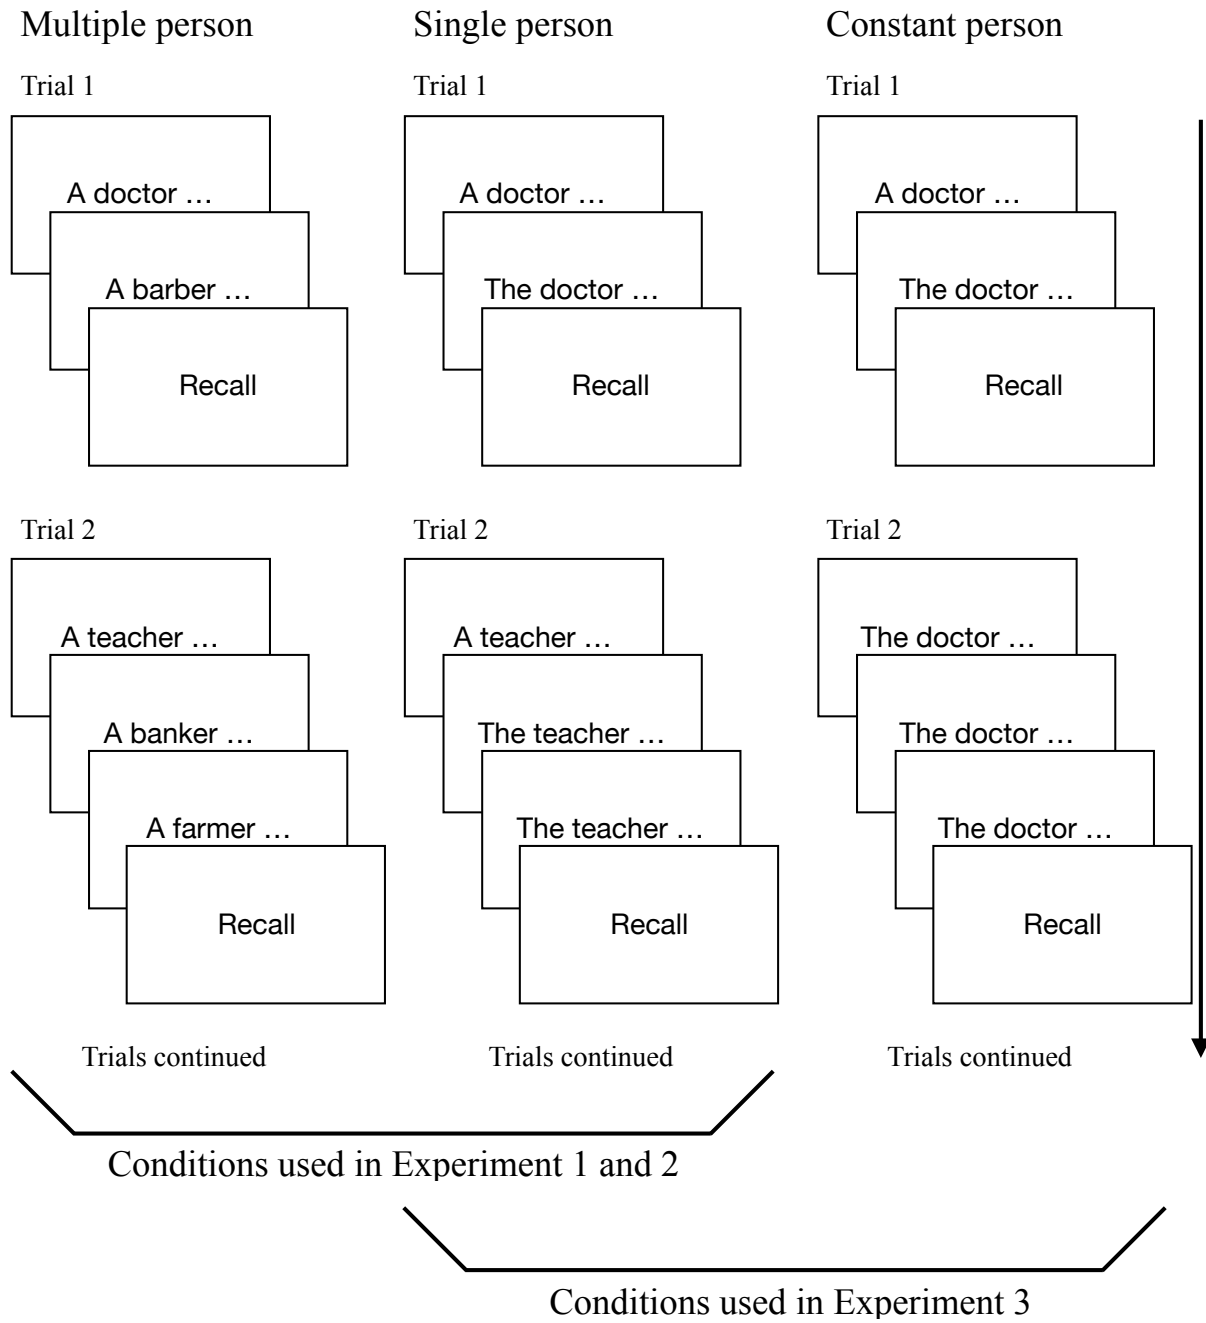 Multiple person
Single person
Constant person
Trial 1
Trial 1
Trial 1
A doctor …
A doctor …
A doctor …
A barber …
The doctor …
The doctor …
Recall
Recall
Recall
Trial 2
Trial 2
Trial 2
A teacher …
A teacher …
The doctor …
A banker …
The teacher …
The doctor …
A farmer …
The teacher …
The doctor …
Recall
Recall
Recall
Trials continued
Trials continued
Trials continued
Conditions used in Experiment 1 and 2
Conditions used in Experiment 3